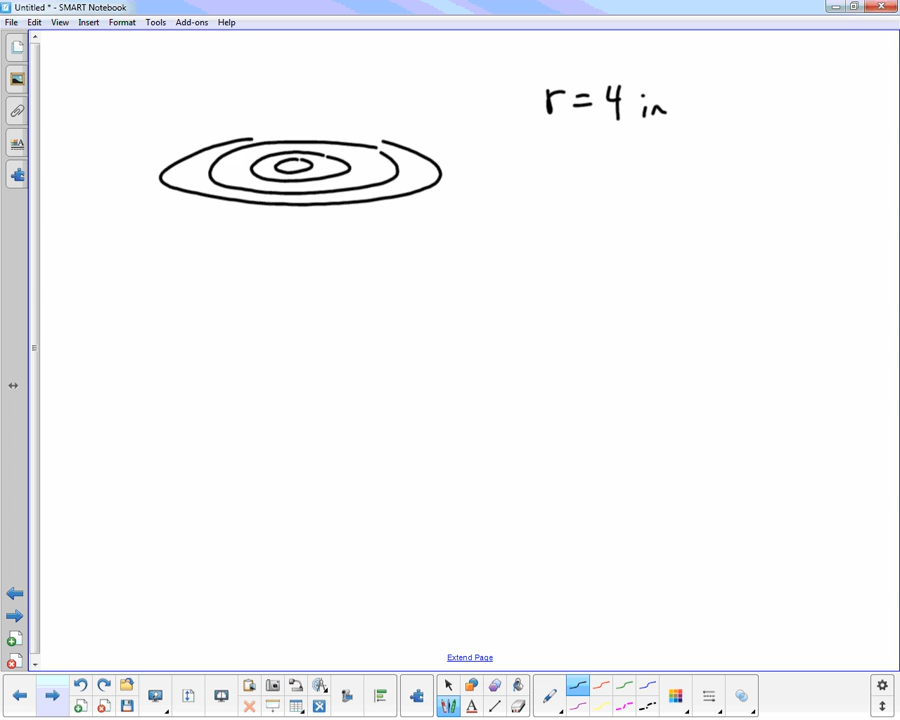 Untitled * - SMART Notebook
File Edit View Insert Format Tools Add-ons Help
r = 4 in
Extend Page